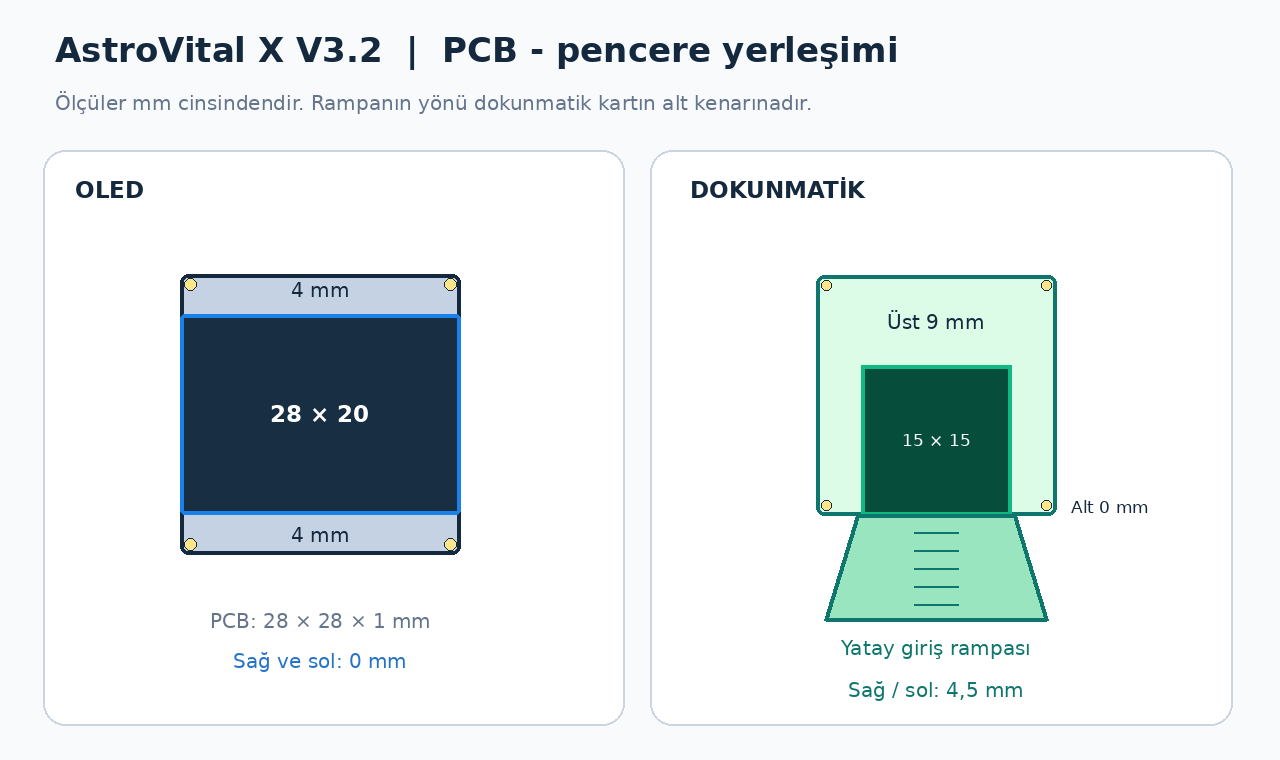 AstroVital X V3.2 | PCB - pencere yerleşimi
Ölçüler mm cinsindendir. Rampanın yönü dokunmatik kartın alt kenarınadır.
OLED
4 mm
28 × 20
4 mm
PCB: 28 × 28 × 1 mm
Sağ ve sol: 0 mm
DOKUNMATİK
Üst 9 mm
15 × 15
Alt 0 mm
Yatay giriş rampası
Sağ / sol: 4,5 mm